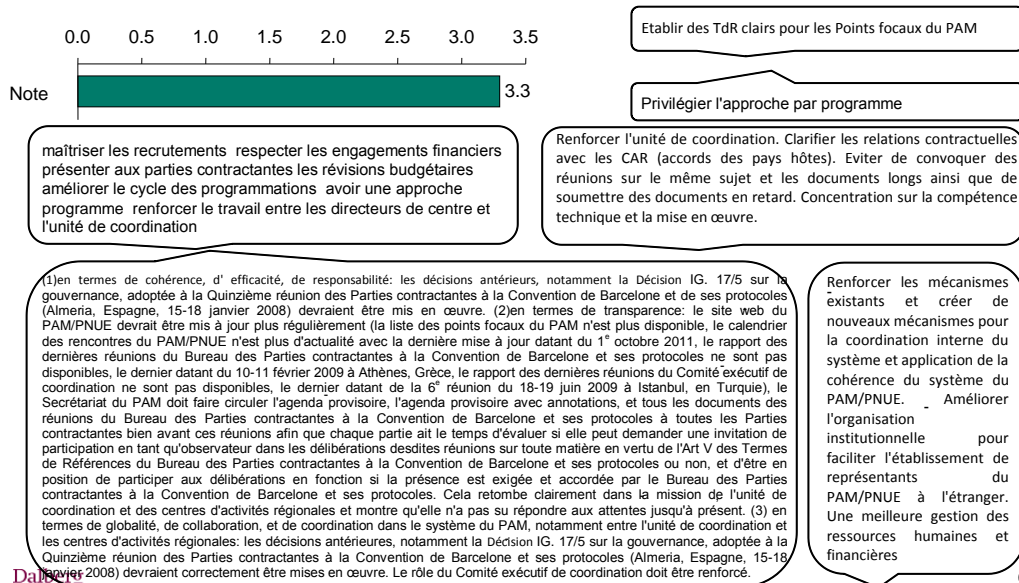 0.0 0.5 1.0 1.5 2.0 2.5 3.0 3.5
Note 3.3
Etablir des TdR clairs pour les Points focaux du PAM
Privilégier l'approche par programme
maîtriser les recrutements respecter les engagements financiers
présenter aux parties contractantes les révisions budgétaires
améliorer le cycle des programmations avoir une approche
programme renforcer le travail entre les directeurs de centre et
l'unité de coordination
Renforcer l'unité de coordination. Clarifier les relations contractuelles
avec les CAR (accords des pays hôtes). Eviter de convoquer des
réunions sur le même sujet et les documents longs ainsi que de
soumettre des documents en retard. Concentration sur la compétence
technique et la mise en œuvre.
(1)en termes de cohérence, d' efficacité, de responsabilité: les décisions antérieurs, notamment la Décision IG. 17/5 sur la
gouvernance, adoptée à la Quinzième réunion des Parties contractantes à la Convention de Barcelone et de ses protocoles
(Almeria, Espagne, 15-18 janvier 2008) devraient être mis en œuvre. (2)en termes de transparence: le site web du
PAM/PNUE devrait être mis à jour plus régulièrement (la liste des points focaux du PAM n'est plus disponible, le calendrier
des rencontres du PAM/PNUE n'est plus d'actualité avec la dernière mise à jour datant du 1e octobre 2011, le rapport des
dernières réunions du Bureau des Parties contractantes à la Convention de Barcelone et ses protocoles ne sont pas
disponibles, le dernier datant du 10-11 février 2009 à Athènes, Grèce, le rapport des dernières réunions du Comité exécutif de
coordination ne sont pas disponibles, le dernier datant de la 6e réunion du 18-19 juin 2009 à Istanbul, en Turquie), le
Secrétariat du PAM doit faire circuler l'agenda provisoire, l'agenda provisoire avec annotations, et tous les documents des
réunions du Bureau des Parties contractantes à la Convention de Barcelone et ses protocoles à toutes les Parties
contractantes bien avant ces réunions afin que chaque partie ait le temps d'évaluer si elle peut demander une invitation de
participation en tant qu'observateur dans les délibérations desdites réunions sur toute matière en vertu de l'Art V des Termes
de Références du Bureau des Parties contractantes à la Convention de Barcelone et ses protocoles ou non, et d'être en
position de participer aux délibérations en fonction si la présence est exigée et accordée par le Bureau des Parties
contractantes à la Convention de Barcelone et ses protocoles. Cela retombe clairement dans la mission de l'unité de
coordination et des centres d'activités régionales et montre qu'elle n'a pas su répondre aux attentes jusqu'à présent. (3) en
termes de globalité, de collaboration, et de coordination dans le système du PAM, notamment entre l'unité de coordination et
les centres d'activités régionales: les décisions antérieures, notamment la Décision IG. 17/5 sur la gouvernance, adoptée à la
Quinzième réunion des Parties contractantes à la Convention de Barcelone et ses protocoles (Almeria, Espagne, 15-18
janvier 2008) devraient correctement être mises en œuvre. Le rôle du Comité exécutif de coordination doit être renforcé.
Renforcer les mécanismes
existants et créer de
nouveaux mécanismes pour
la coordination interne du
système et application de la
cohérence du système du
PAM/PNUE. Améliorer
l'organisation
institutionnelle pour
faciliter l'établissement de
représentants du
PAM/PNUE à l'étranger.
Une meilleure gestion des
ressources humaines et
financières
Dalberg